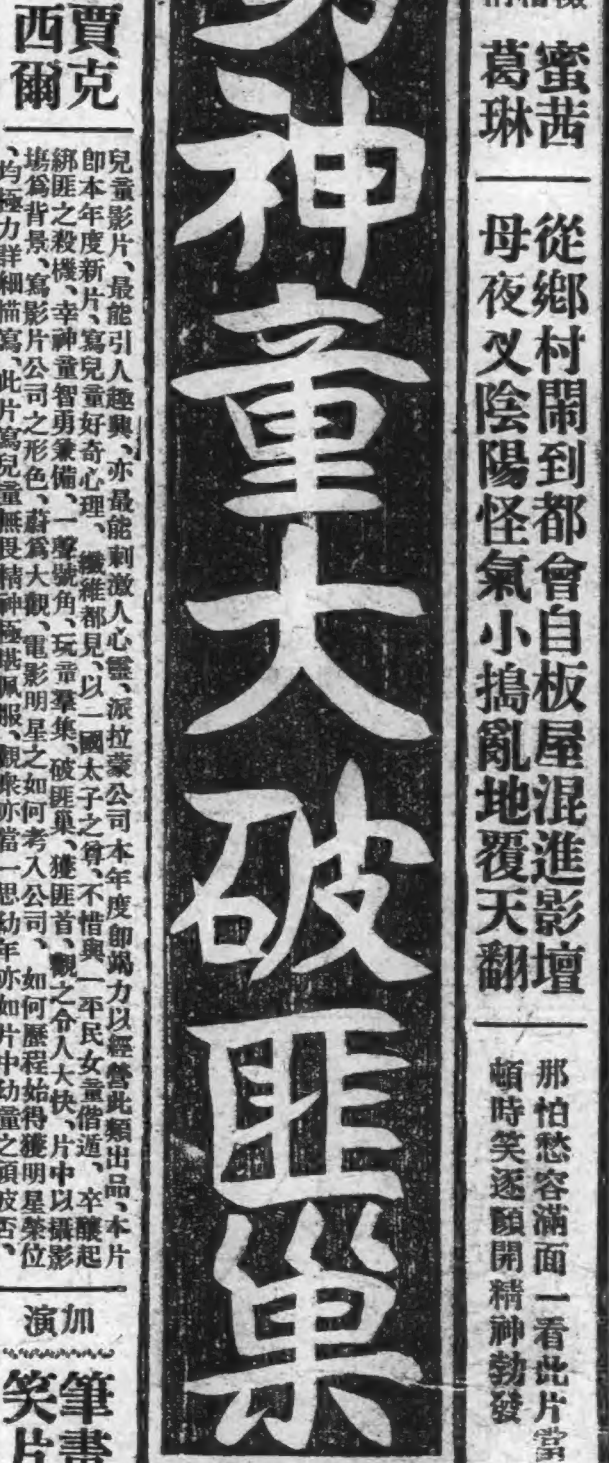 蜜茜
葛琳
從鄉村鬧到都會自板屋混進影壇
母夜叉陰陽怪氣小搗亂地覆天翻
那怕愁容滿面一看此片當
頓時笑逐顏開精神勃發
神童大破匪巢
賈克
西爾
兒童影片、最能引人趣興、亦最能刺激人心靈、派拉蒙公司本年度卽竭力以經營此類出品、本片
卽本年度新片、寫兒童好奇心理、纖維都見、以一國太子之尊、不惜與一平民女童偕遁、卒釀起
綁匪之殺機、幸神童智勇兼備、一聲號角、玩童羣集、破匪巢、獲匪首、觀之令人大快、片中以攝影
塲爲背景、寫影片公司之形色、蔚爲大觀、電影明星之如何考入公司、如何歷程始得獲明星榮位
、均極力詳細描寫、此片寫兒童無畏精神極堪佩服、觀衆亦當一思幼年亦如片中幼童之頑皮否、
加演
筆畫
笑片